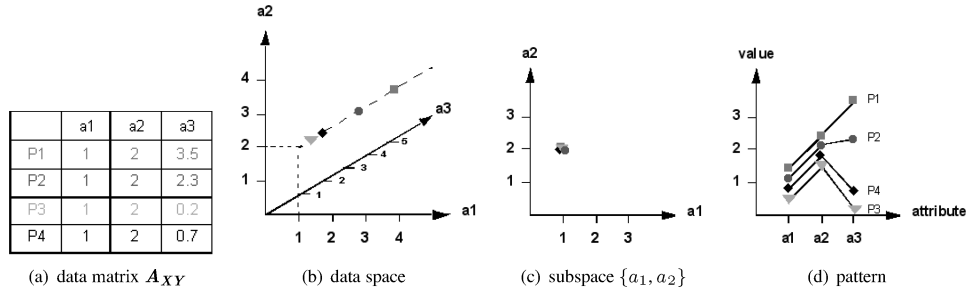 a1 a2 a3
P1 1 2 3.5
P2 1 2 2.3
P3 1 2 0.2
P4 1 2 0.7
(a) data matrix A_XY
a2
4
3
2
1
a3
5
4
3
2
1
a1
1 2 3 4
(b) data space
a2
3
2
1
a1
1 2 3
(c) subspace {a1, a2}
value
3
2
1
P1
P2
P4
P3
attribute
a1 a2 a3
(d) pattern